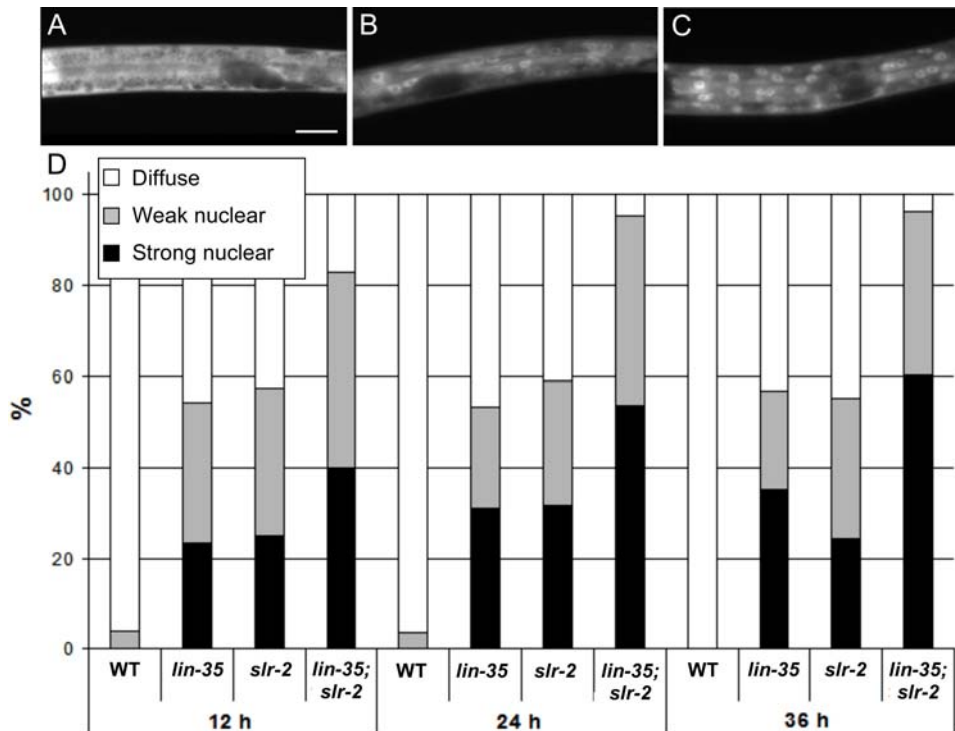 A
B
C
D
Diffuse
Weak nuclear
Strong nuclear
100
80
60
40
20
0
%
WT lin-35 slr-2 lin-35; slr-2 WT lin-35 slr-2 lin-35; slr-2 WT lin-35 slr-2 lin-35; slr-2
12 h 24 h 36 h